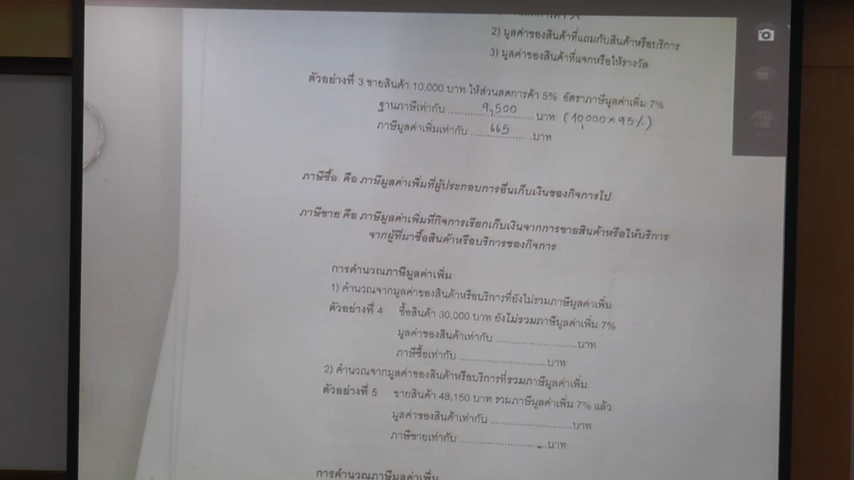 2) มูลค่าของสินค้าที่แถมกับสินค้าหรือบริการ
3) มูลค่าของสินค้าที่แจกหรือให้รางวัล
ตัวอย่างที่ 3 ขายสินค้า 10,000 บาท ให้ส่วนลดการค้า 5% อัตราภาษีมูลค่าเพิ่ม 7%
ฐานภาษีเท่ากับ .......... 9,500 .......... บาท (10,000 × 95%)
ภาษีมูลค่าเพิ่มเท่ากับ ...... 665 ...... บาท
ภาษีซื้อ คือ ภาษีมูลค่าเพิ่มที่ผู้ประกอบการอื่นเก็บเงินของกิจการไป
ภาษีขาย คือ ภาษีมูลค่าเพิ่มที่กิจการเรียกเก็บเงินจากการขายสินค้าหรือให้บริการ
จากผู้ที่มาซื้อสินค้าหรือบริการของกิจการ
การคำนวณภาษีมูลค่าเพิ่ม
1) คำนวณจากมูลค่าของสินค้าหรือบริการที่ยังไม่รวมภาษีมูลค่าเพิ่ม
ตัวอย่างที่ 4 ซื้อสินค้า 30,000 บาท ยังไม่รวมภาษีมูลค่าเพิ่ม 7%
มูลค่าของสินค้าเท่ากับ ..............................บาท
ภาษีซื้อเท่ากับ ................................บาท
2) คำนวณจากมูลค่าของสินค้าหรือบริการที่รวมภาษีมูลค่าเพิ่ม
ตัวอย่างที่ 5 ขายสินค้า 48,150 บาท รวมภาษีมูลค่าเพิ่ม 7% แล้ว
มูลค่าของสินค้าเท่ากับ ..............................บาท
ภาษีขายเท่ากับ ..............................บาท
การคำนวณภาษีมูลค่าเพิ่ม